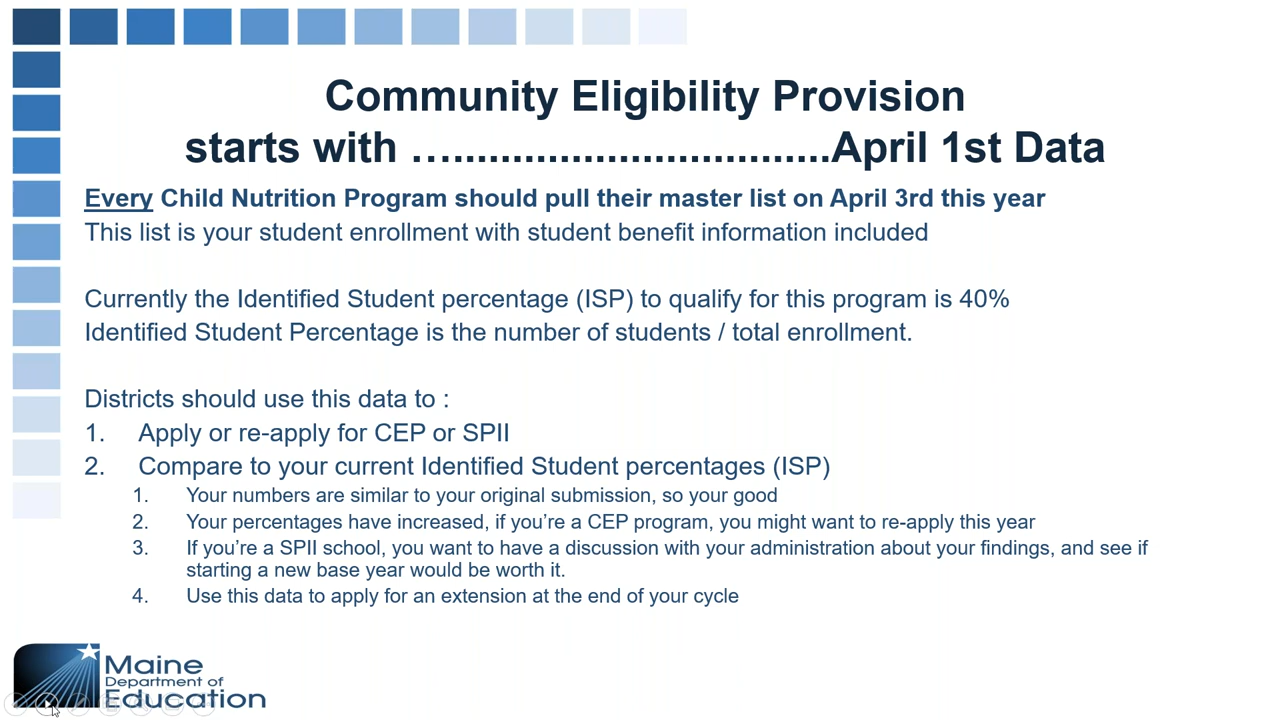 Community Eligibility Provision
starts with …................................April 1st Data
Every Child Nutrition Program should pull their master list on April 3rd this year
This list is your student enrollment with student benefit information included
Currently the Identified Student percentage (ISP) to qualify for this program is 40%
Identified Student Percentage is the number of students / total enrollment.
Districts should use this data to :
1. Apply or re-apply for CEP or SPII
2. Compare to your current Identified Student percentages (ISP)
1. Your numbers are similar to your original submission, so your good
2. Your percentages have increased, if you’re a CEP program, you might want to re-apply this year
3. If you’re a SPII school, you want to have a discussion with your administration about your findings, and see if
starting a new base year would be worth it.
4. Use this data to apply for an extension at the end of your cycle
Maine
Department of
Education